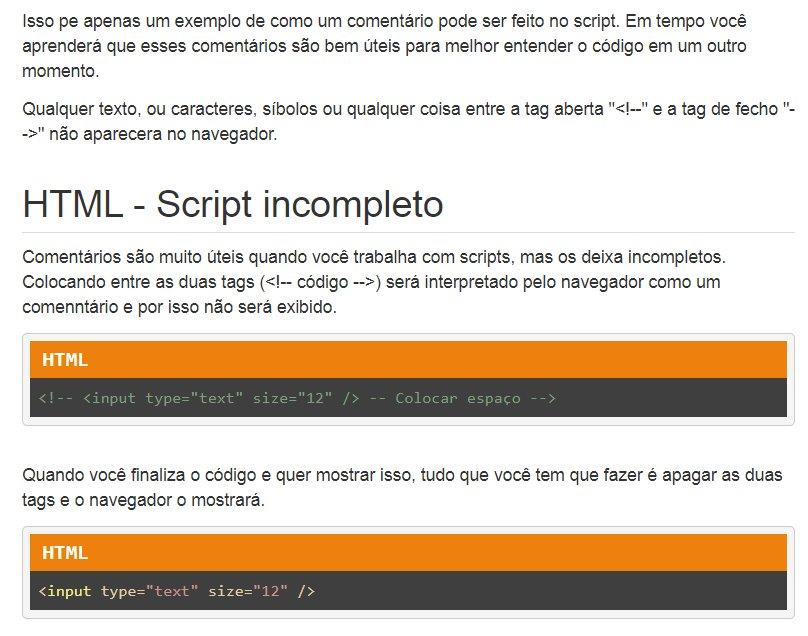 Isso pe apenas um exemplo de como um comentário pode ser feito no script. Em tempo você
aprenderá que esses comentários são bem úteis para melhor entender o código em um outro
momento.
Qualquer texto, ou caracteres, síbolos ou qualquer coisa entre a tag aberta "<!--" e a tag de fecho "-
->" não aparecera no navegador.
HTML - Script incompleto
Comentários são muito úteis quando você trabalha com scripts, mas os deixa incompletos.
Colocando entre as duas tags (<!-- código -->) será interpretado pelo navegador como um
comenntário e por isso não será exibido.
HTML
<!-- <input type="text" size="12" /> -- Colocar espaço -->
Quando você finaliza o código e quer mostrar isso, tudo que você tem que fazer é apagar as duas
tags e o navegador o mostrará.
HTML
<input type="text" size="12" />